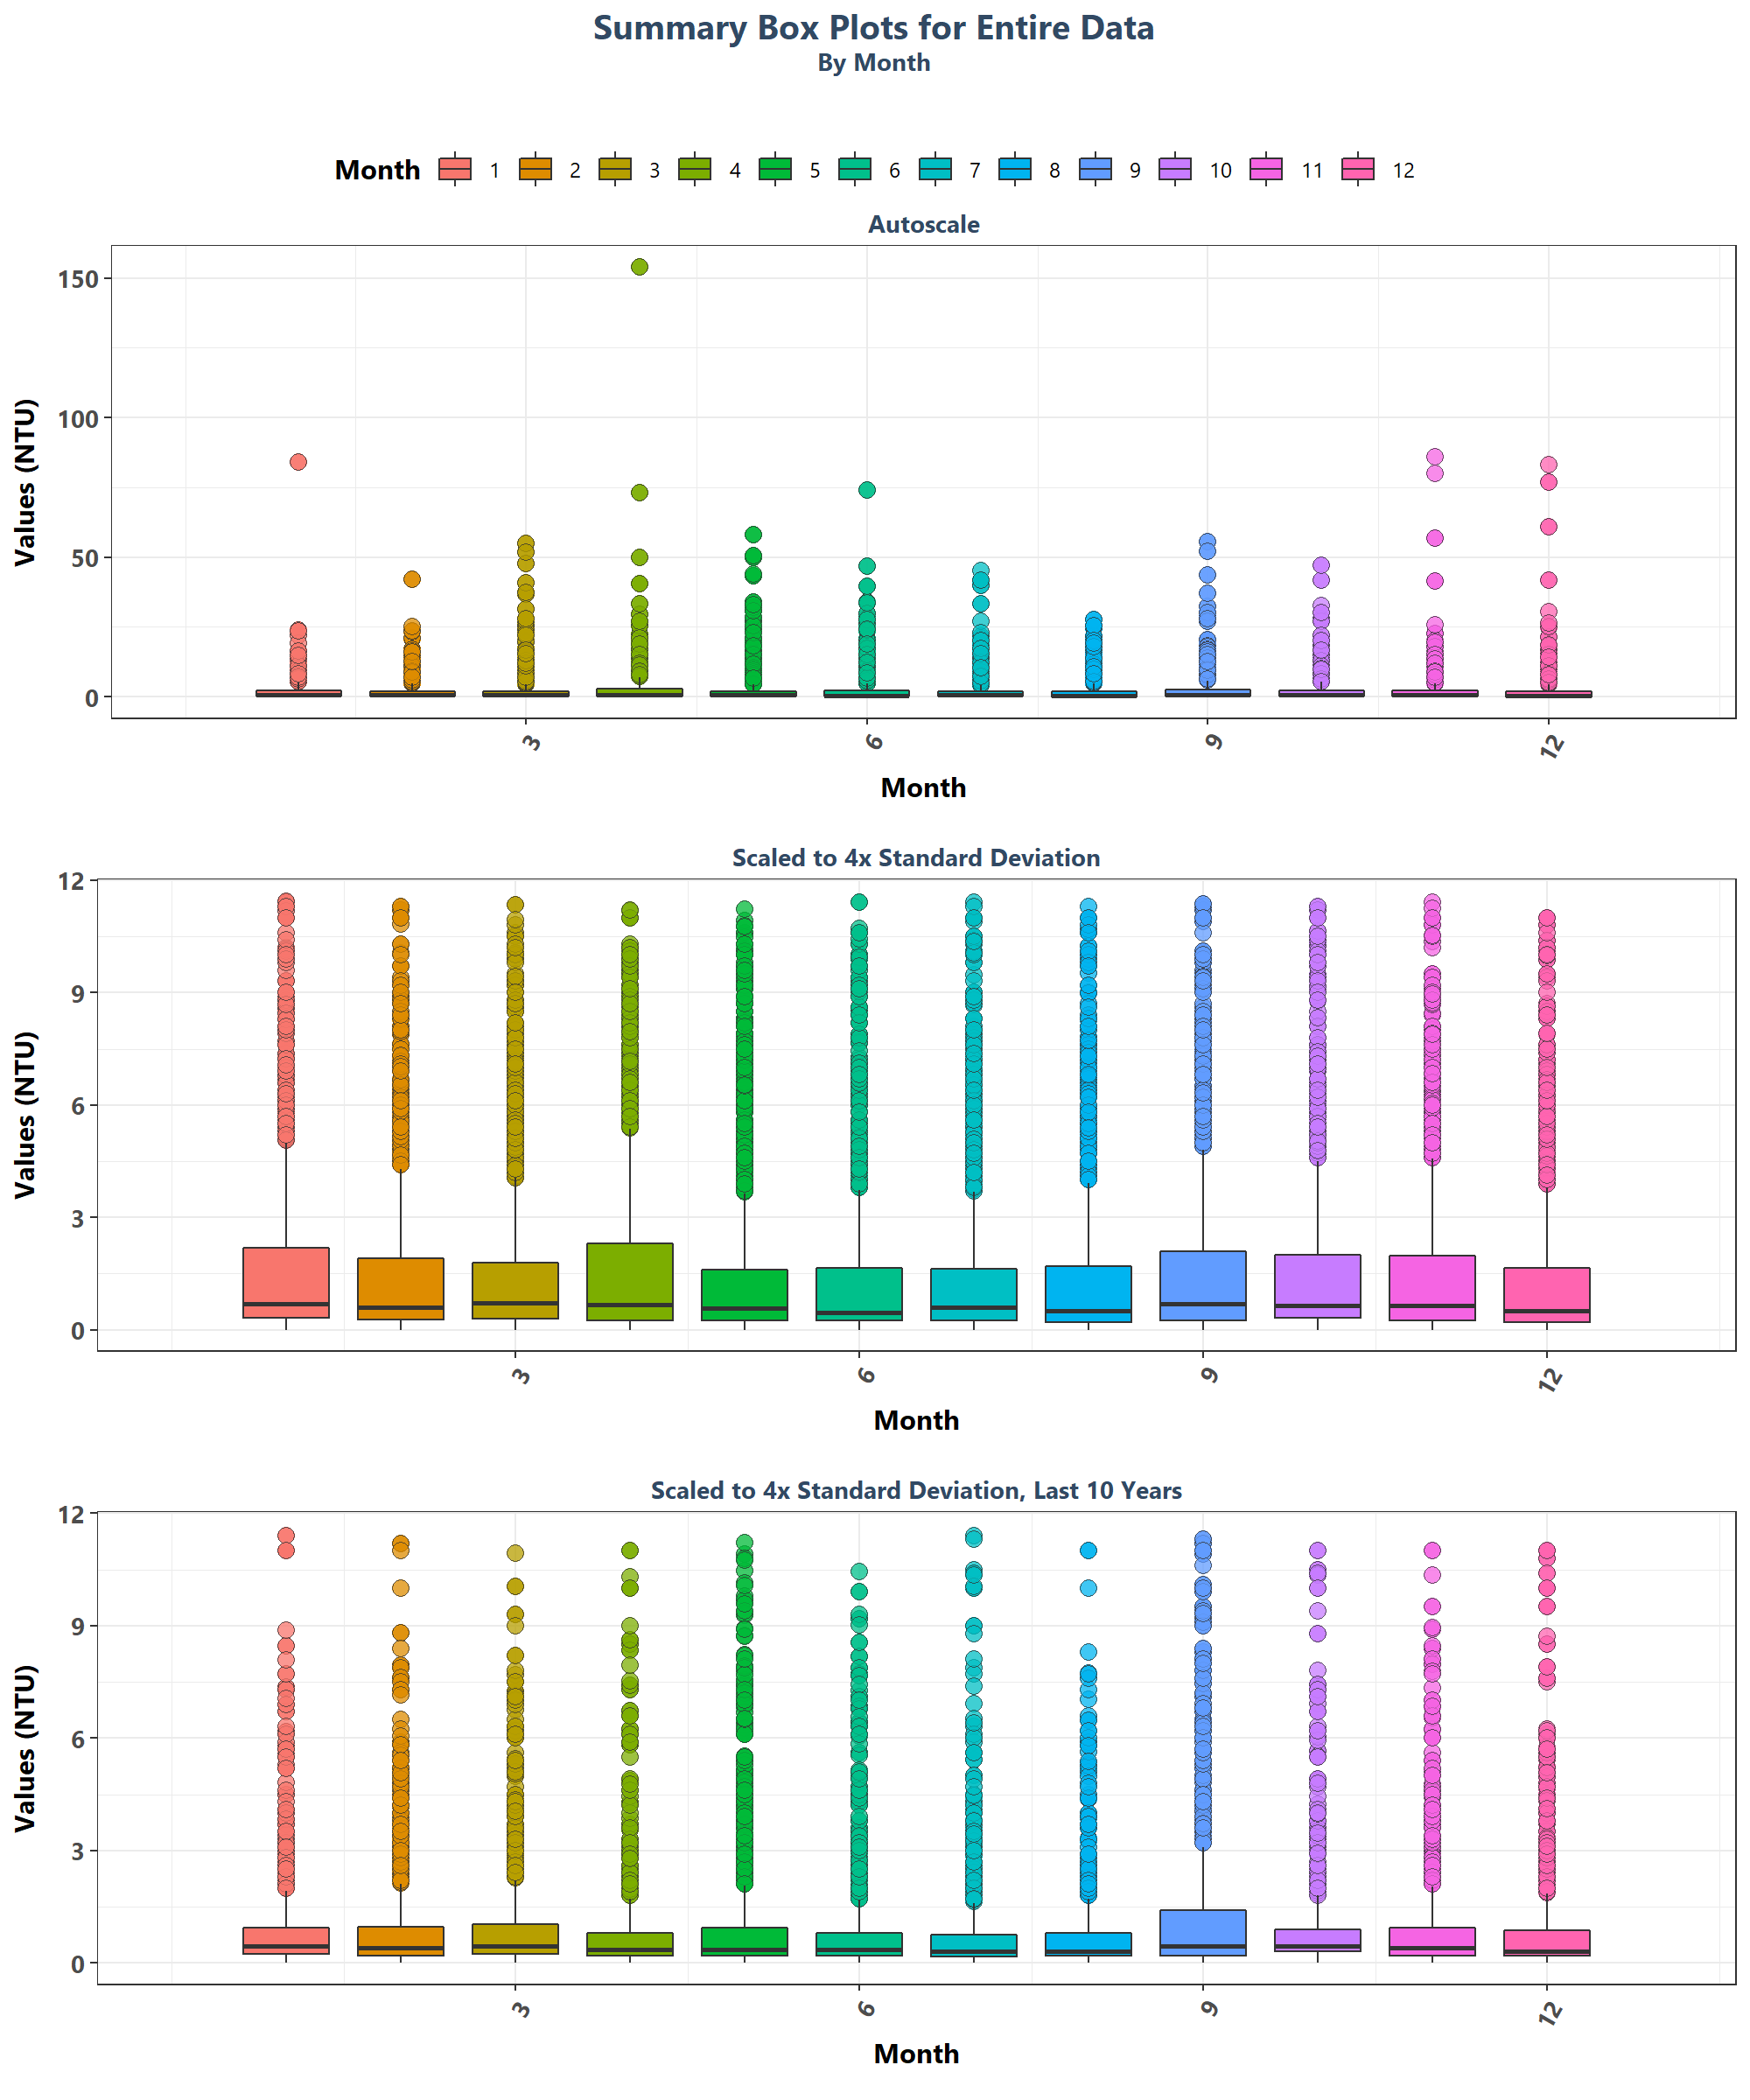 Summary Box Plots for Entire Data
By Month
Month 1 2 3 4 5 6 7 8 9 10 11 12
Autoscale
150
100
50
0
Values (NTU)
3 6 9 12
Month
Scaled to 4x Standard Deviation
12
9
6
3
0
Values (NTU)
3 6 9 12
Month
Scaled to 4x Standard Deviation, Last 10 Years
12
9
6
3
0
Values (NTU)
3 6 9 12
Month